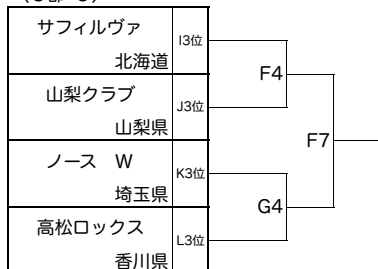 サフィルヴァ
I3位
北海道
F4
山梨クラブ
J3位
山梨県
F7
ノース　W
K3位
埼玉県
G4
高松ロックス
L3位
香川県